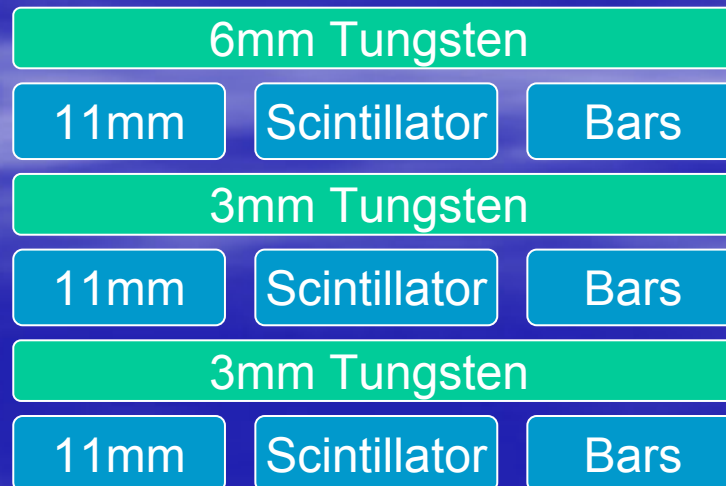 6mm Tungsten
11mm Scintillator Bars
3mm Tungsten
11mm Scintillator Bars
3mm Tungsten
11mm Scintillator Bars